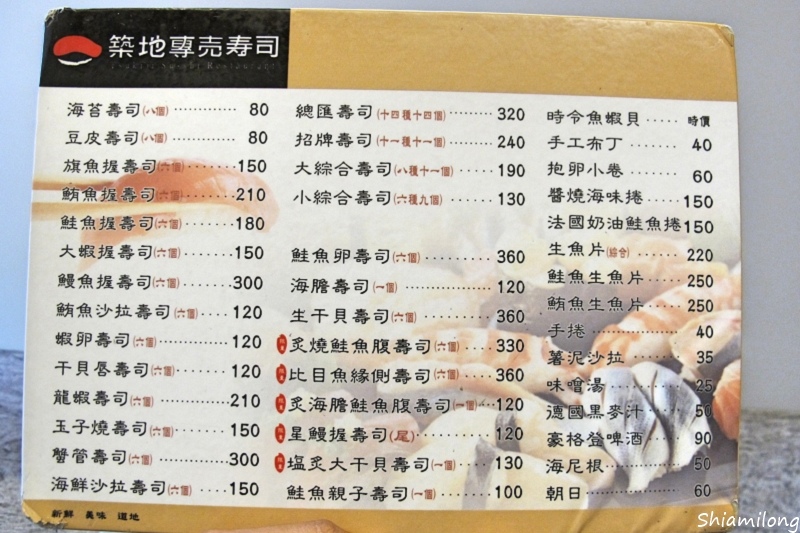 築地專売寿司
Tsukiji Sushi Restaurant
海苔壽司(八個) ············ 80
豆皮壽司(八個) ············ 80
旗魚握壽司(六個) ········ 150
鮪魚握壽司(六個) ········ 210
鮭魚握壽司(六個) ········ 180
大蝦握壽司(六個) ········ 150
鰻魚握壽司(六個) ········ 300
鮪魚沙拉壽司(六個) ···· 120
蝦卵壽司(六個) ············ 120
干貝唇壽司(六個) ········ 120
龍蝦壽司(六個) ············ 210
玉子燒壽司(六個) ········ 150
蟹管壽司(六個) ············ 300
海鮮沙拉壽司(六個) ···· 150
總匯壽司(十四種十四個) ········ 320
招牌壽司(十一種十一個) ········ 240
大綜合壽司(八種十一個) ···· 190
小綜合壽司(六種九個) ········ 130
鮭魚卵壽司(六個) ············ 360
海膽壽司(一個) ················ 120
生干貝壽司(六個) ············ 360
炙燒鮭魚腹壽司(六個) ···· 330
比目魚緣側壽司(六個) ···· 360
炙海膽鮭魚腹壽司(一個) ··120
星鰻握壽司(尾) ············ 120
塩炙大干貝壽司(一個) ···· 130
鮭魚親子壽司(一個) ········ 100
時令魚蝦貝 ····· 時價
手工布丁 ········ 40
抱卵小卷 ········ 60
醬燒海味捲 ····· 150
法國奶油鮭魚捲 150
生魚片(綜合) ····· 220
鮭魚生魚片 ····· 250
鮪魚生魚片 ····· 250
手捲 ·············· 40
薯泥沙拉 ········ 35
味噌湯 ··········· 25
德國黑麥汁 ····· 50
豪格登啤酒 ····· 90
海尼根 ··········· 50
朝日 ·············· 60
新鮮 美味 道地
Shiamilong